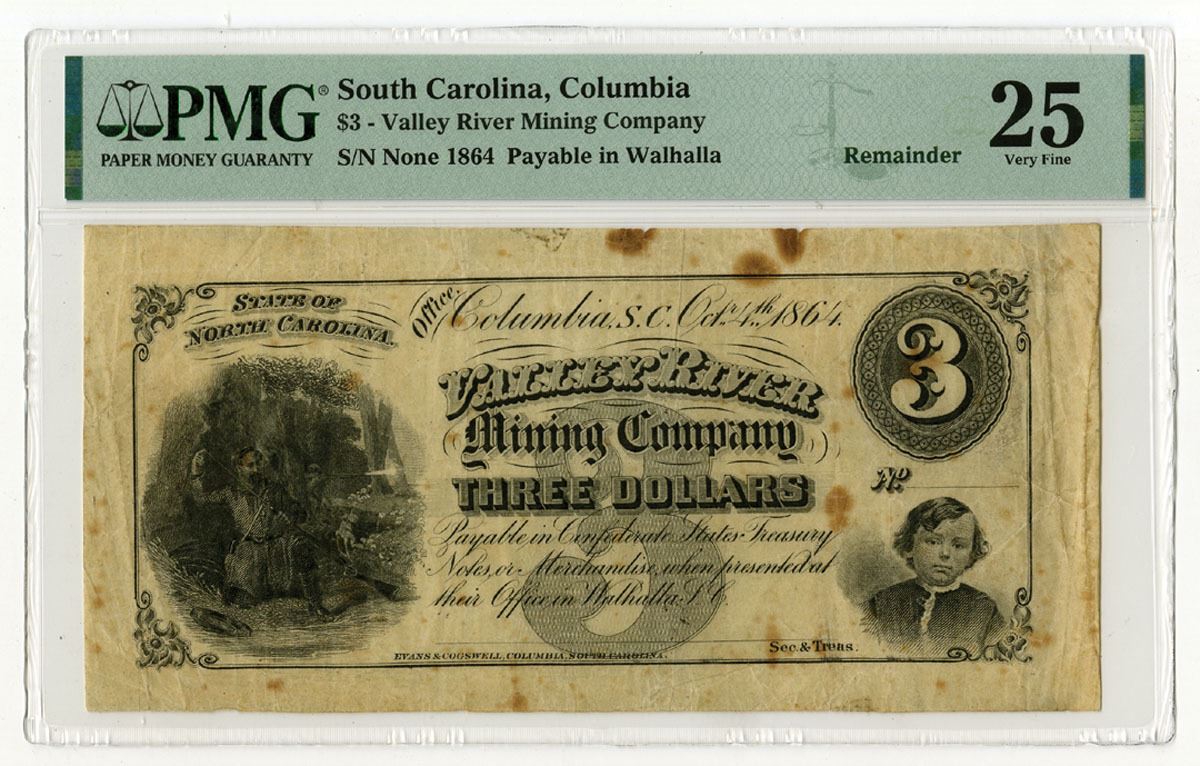 PMG®
PAPER MONEY GUARANTY
South Carolina, Columbia
$3 - Valley River Mining Company
S/N None 1864 Payable in Walhalla
Remainder
25
Very Fine
STATE OF
NORTH CAROLINA.
Office.
Columbia, S.C. Octr. 4th 1864.
3
VALLEY RIVER
Mining Company
THREE DOLLARS
No.
3
Payable in Confederate States Treasury
Notes, or Merchandise, when presented at
their Office in Walhalla, S.C.
Sec. & Treas.
EVANS & COGSWELL, COLUMBIA, SOUTH CAROLINA.